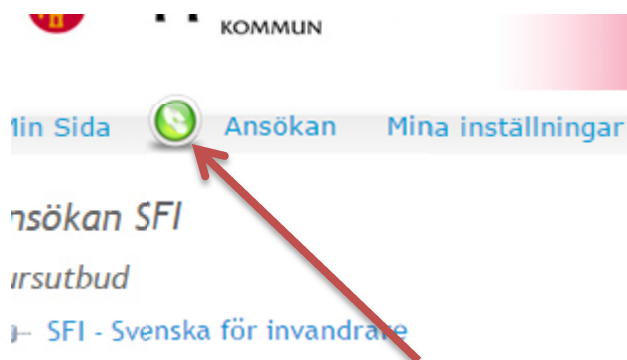 KOMMUN
Min Sida Ansökan Mina inställningar
nsökan SFI
ursutbud
SFI - Svenska för invandrare